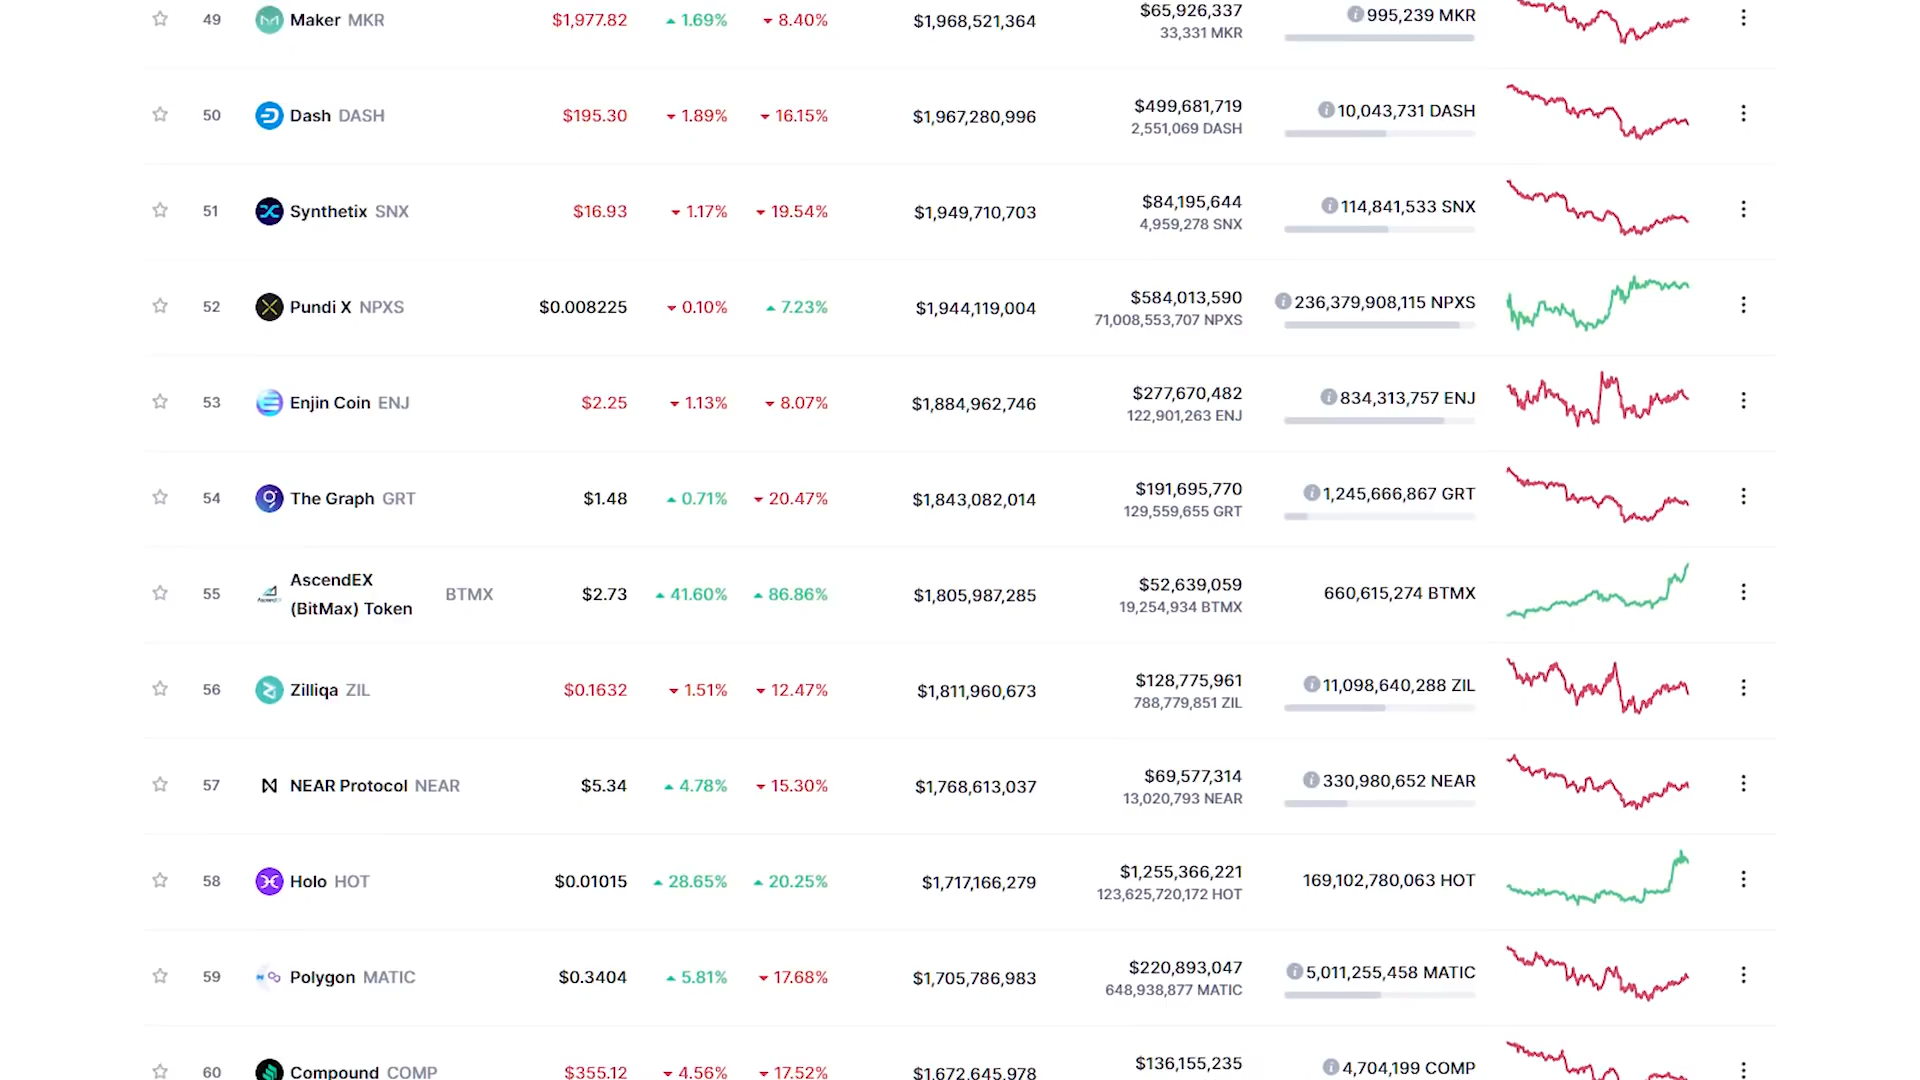 49 Maker MKR $1,977.82 1.69% 8.40% $1,968,521,364 $65,926,337 995,239 MKR
33,331 MKR
50 Dash DASH $195.30 1.89% 16.15% $1,967,280,996 $499,681,719 10,043,731 DASH
2,551,069 DASH
51 Synthetix SNX $16.93 1.17% 19.54% $1,949,710,703 $84,195,644 114,841,533 SNX
4,959,278 SNX
52 Pundi X NPXS $0.008225 0.10% 7.23% $1,944,119,004 $584,013,590 236,379,908,115 NPXS
71,008,553,707 NPXS
53 Enjin Coin ENJ $2.25 1.13% 8.07% $1,884,962,746 $277,670,482 834,313,757 ENJ
122,901,263 ENJ
54 The Graph GRT $1.48 0.71% 20.47% $1,843,082,014 $191,695,770 1,245,666,867 GRT
129,559,655 GRT
55 AscendEX (BitMax) Token BTMX $2.73 41.60% 86.86% $1,805,987,285 $52,639,059 660,615,274 BTMX
19,254,934 BTMX
56 Zilliqa ZIL $0.1632 1.51% 12.47% $1,811,960,673 $128,775,961 11,098,640,288 ZIL
788,779,851 ZIL
57 NEAR Protocol NEAR $5.34 4.78% 15.30% $1,768,613,037 $69,577,314 330,980,652 NEAR
13,020,793 NEAR
58 Holo HOT $0.01015 28.65% 20.25% $1,717,166,279 $1,255,366,221 169,102,780,063 HOT
123,625,720,172 HOT
59 Polygon MATIC $0.3404 5.81% 17.68% $1,705,786,983 $220,893,047 5,011,255,458 MATIC
648,938,877 MATIC
60 Compound COMP $355.12 4.56% 17.52% $1,672,645,978 $136,155,235 4,704,199 COMP